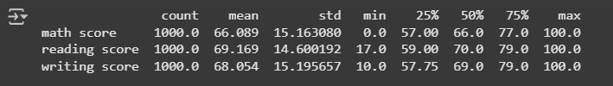 count mean std min 25% 50% 75% max
math score 1000.0 66.089 15.163080 0.0 57.00 66.0 77.0 100.0
reading score 1000.0 69.169 14.600192 17.0 59.00 70.0 79.0 100.0
writing score 1000.0 68.054 15.195657 10.0 57.75 69.0 79.0 100.0